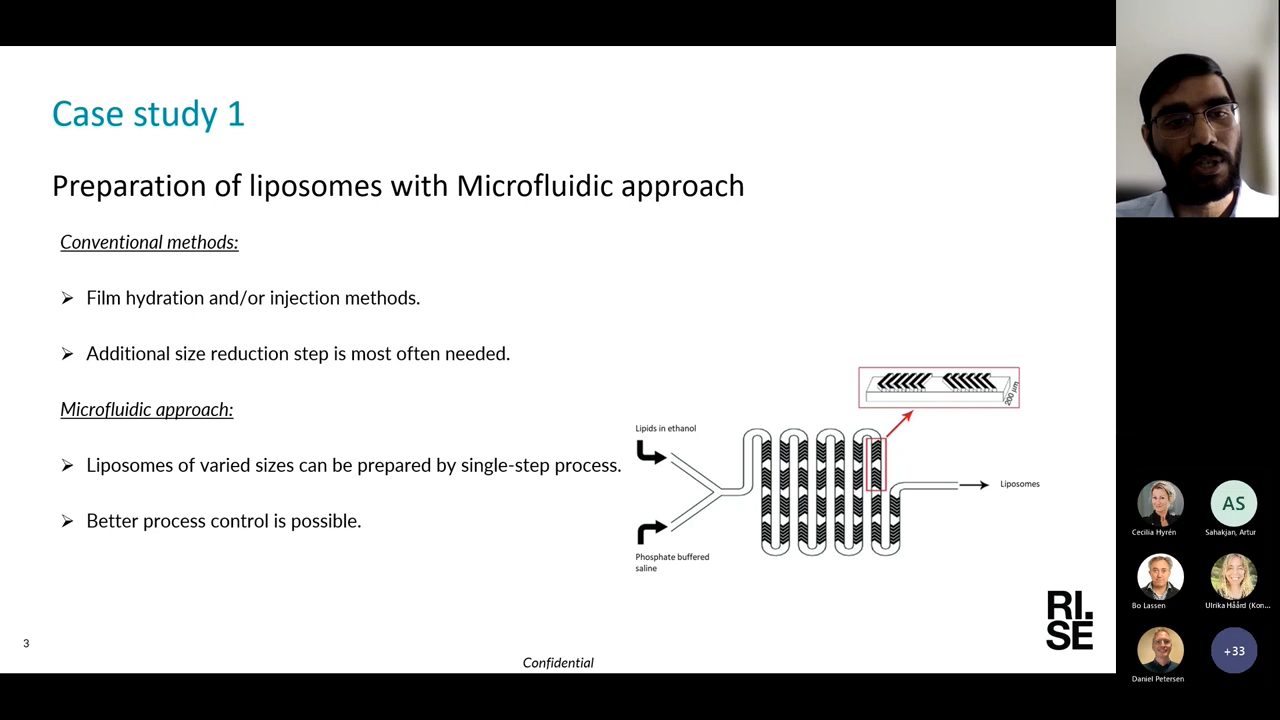 Case study 1
Preparation of liposomes with Microfluidic approach
Conventional methods:
Film hydration and/or injection methods.
Additional size reduction step is most often needed.
Microfluidic approach:
Liposomes of varied sizes can be prepared by single-step process.
Better process control is possible.
200 µm
Lipids in ethanol
Liposomes
Phosphate buffered
saline
RI.
SE
3
Confidential
AS
Cecilia Hyrén
Sahakjan, Artur
Bo Lassen
Ulrika Håård (Kon...
Daniel Petersen
+33